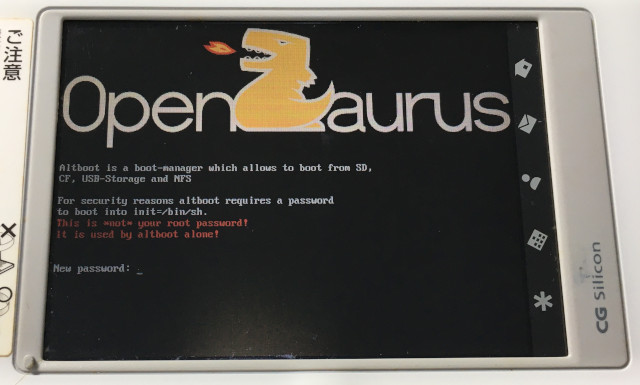 OpenZaurus
Altboot is a boot-manager which allows to boot from SD,
CF, USB-Storage and NFS
For security reasons altboot requires a password
to boot into init=/bin/sh.
This is *not* your root password!
It is used by altboot alone!
New password: _
CG Silicon
ご注意